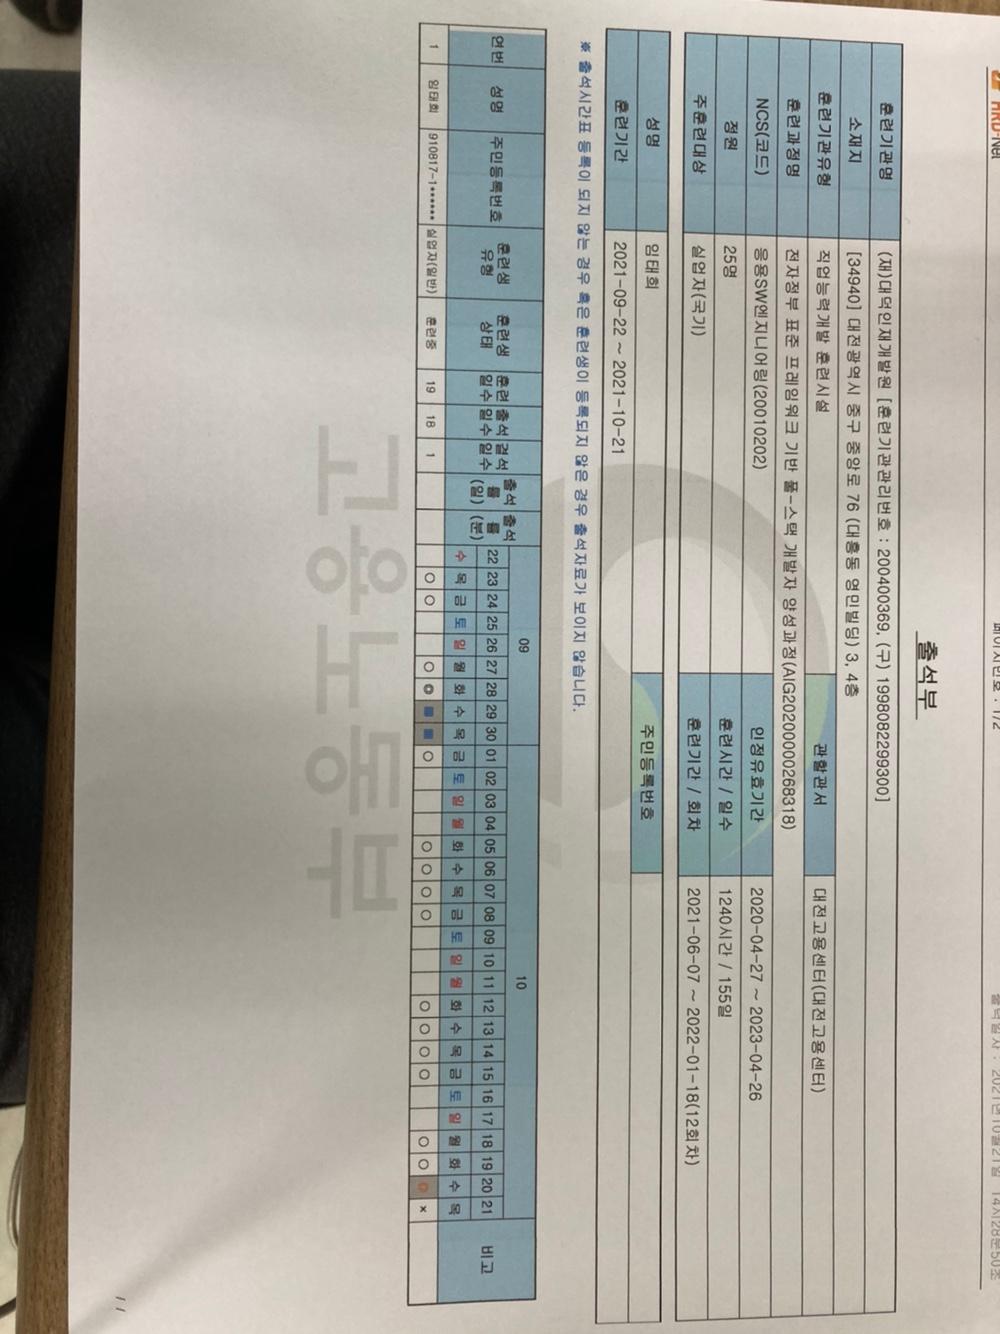 HRD-Net
페이지번호 : 1/2
출력일자 : 2021년10월21일 14시28분50초
출석부
훈련기관명 (재)대덕인재개발원 [훈련기관관리번호 : 200400369, (구) 1998082299300]
소재지 [34940] 대전광역시 중구 중앙로 76 (대흥동 영민빌딩) 3, 4층
훈련기관유형 직업능력개발 훈련시설 관할관서 대전고용센터(대전고용센터)
훈련과정명 전자정부 표준 프레임워크 기반 풀-스택 개발자 양성과정(AIG20200000268318)
NCS(코드) 응용SW엔지니어링(20010202) 인정유효기간 2020-04-27 ~ 2023-04-26
정원 25명 훈련시간 / 일수 1240시간 / 155일
주훈련대상 실업자(국기) 훈련기간 / 회차 2021-06-07 ~ 2022-01-18(12회차)
성명 임태희 주민등록번호
훈련기간 2021-09-22 ~ 2021-10-21
※ 출석시간표 등록이 되지 않는 경우 혹은 훈련생이 등록되지 않은 경우 출석자료가 보이지 않습니다.
연번 성명 주민등록번호 훈련생 유형 훈련생 상태 훈련 일수 출석 일수 결석 일수 출석 률 (일) 출석 률 (분) 09 10 비고
22 23 24 25 26 27 28 29 30 01 02 03 04 05 06 07 08 09 10 11 12 13 14 15 16 17 18 19 20 21
수 목 금 토 일 월 화 수 목 금 토 일 월 화 수 목 금 토 일 월 화 수 목 금 토 일 월 화 수 목
1 임태희 910817-1****** 실업자(일반) 훈련중 19 18 1 ○ ○ ○ ◎ ■ ■ ○ ○ ○ ○ ○ ○ ○ ○ ○ ○ ○ ◎ ×
고용노동부